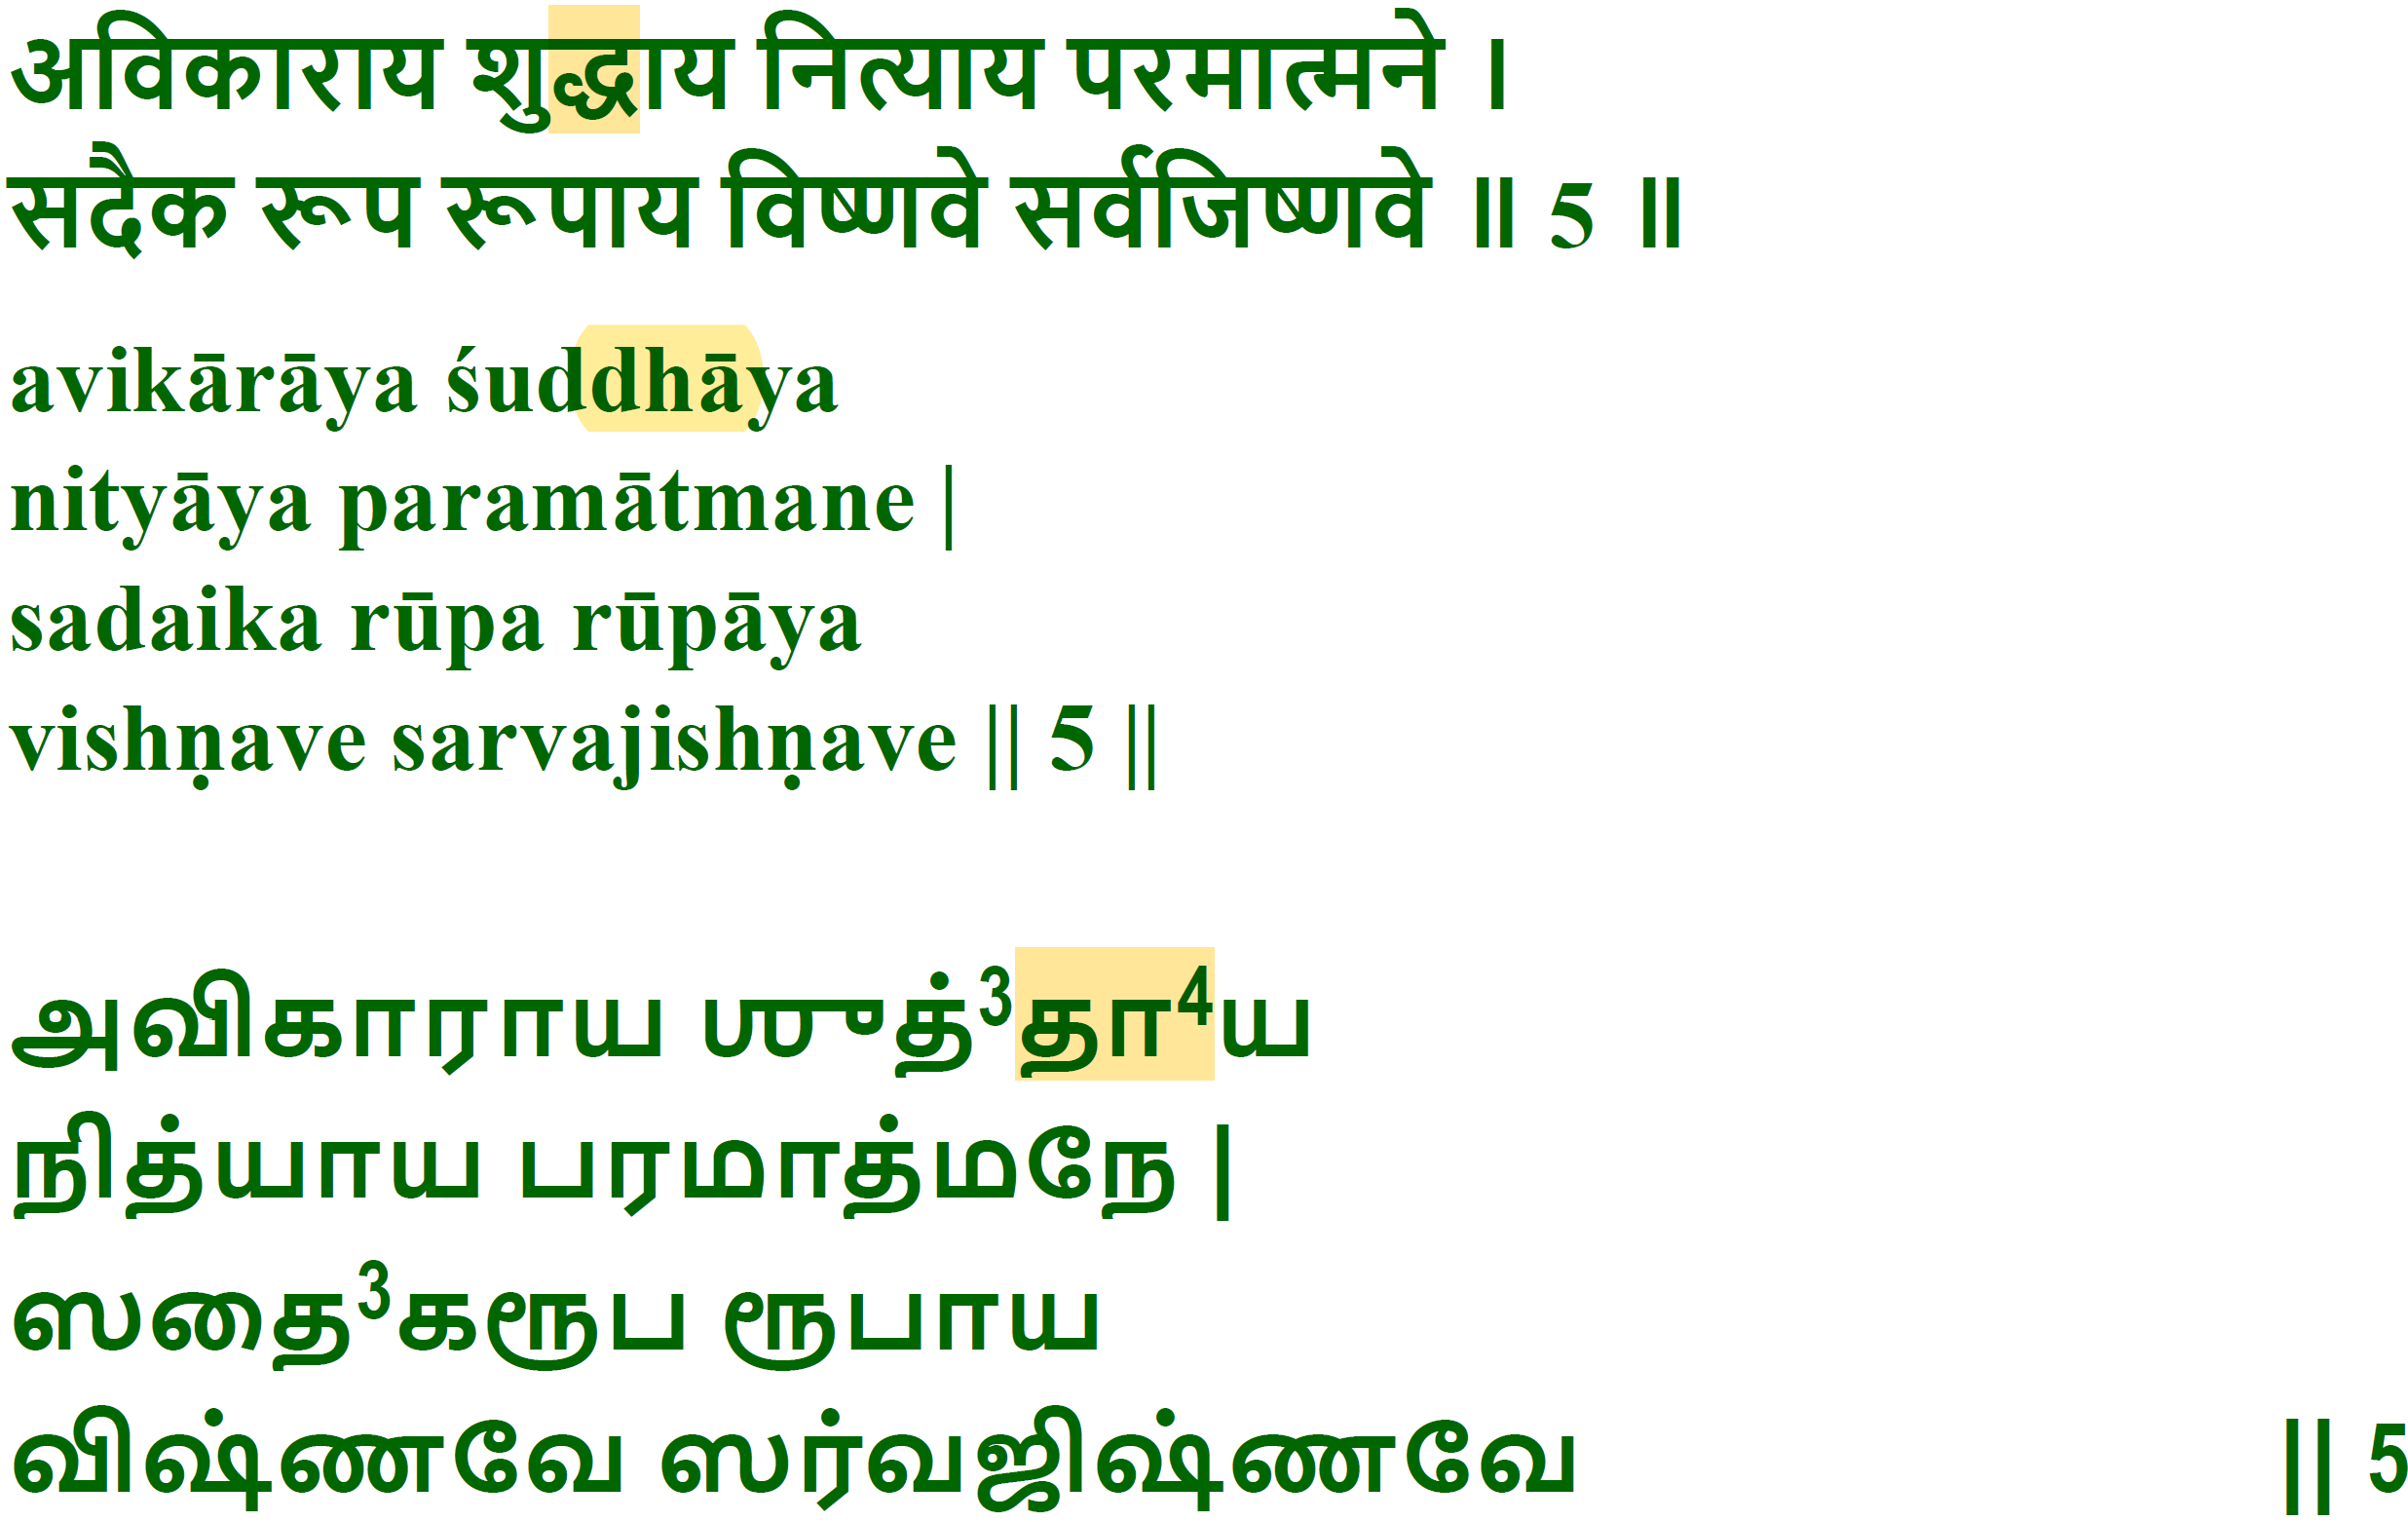 अविकाराय शुद्धाय नित्याय परमात्मने ।
सदैक रूप रूपाय विष्णवे सर्वजिष्णवे ॥ 5 ॥
avikārāya śuddhāya
nityāya paramātmane |
sadaika rūpa rūpāya
vishṇave sarvajishṇave || 5 ||
அவிகாராய ஶுத்³தா⁴ய
நித்யாய பரமாத்மநே |
ஸதை³கரூப ரூபாய
விஷ்ணவே ஸர்வஜிஷ்ணவே || 5